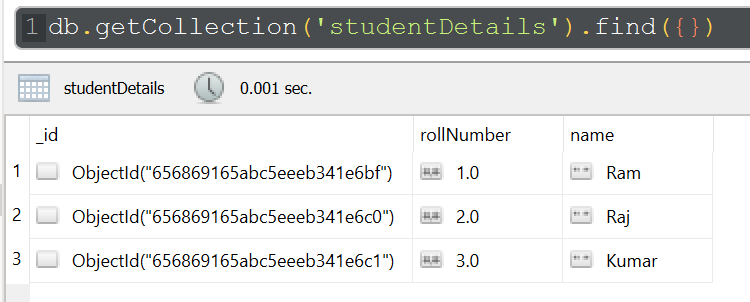 1 db.getCollection('studentDetails').find({})
studentDetails 0.001 sec.
_id rollNumber name
1 ObjectId("656869165abc5eeeb341e6bf") 1.0 Ram
2 ObjectId("656869165abc5eeeb341e6c0") 2.0 Raj
3 ObjectId("656869165abc5eeeb341e6c1") 3.0 Kumar